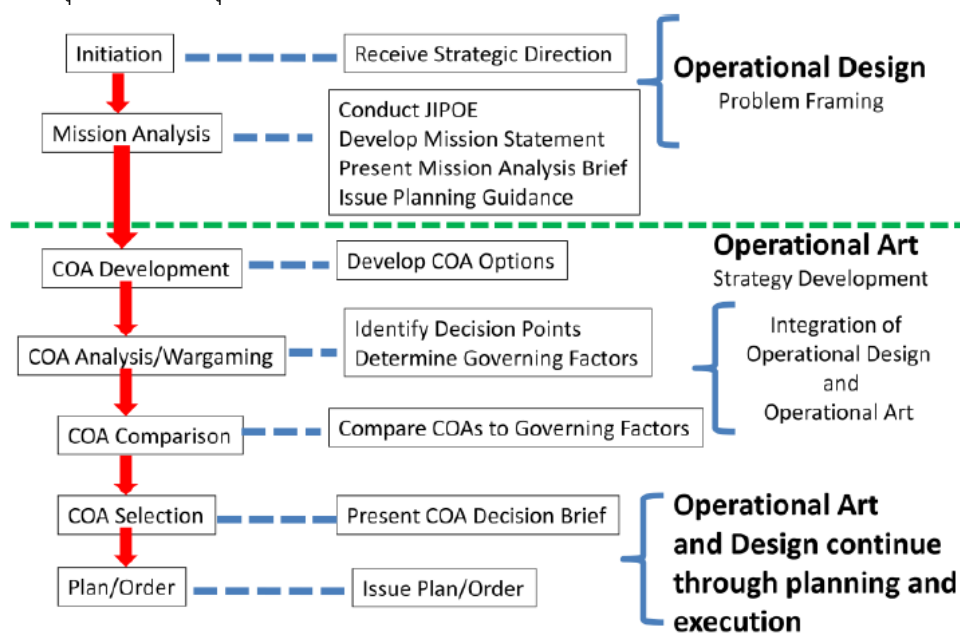 Initiation
Receive Strategic Direction
Operational Design
Problem Framing
Mission Analysis
Conduct JIPOE
Develop Mission Statement
Present Mission Analysis Brief
Issue Planning Guidance
Operational Art
Strategy Development
COA Development
Develop COA Options
COA Analysis/Wargaming
Identify Decision Points
Determine Governing Factors
Integration of
Operational Design
and
Operational Art
COA Comparison
Compare COAs to Governing Factors
COA Selection
Present COA Decision Brief
Plan/Order
Issue Plan/Order
Operational Art
and Design continue
through planning and
execution